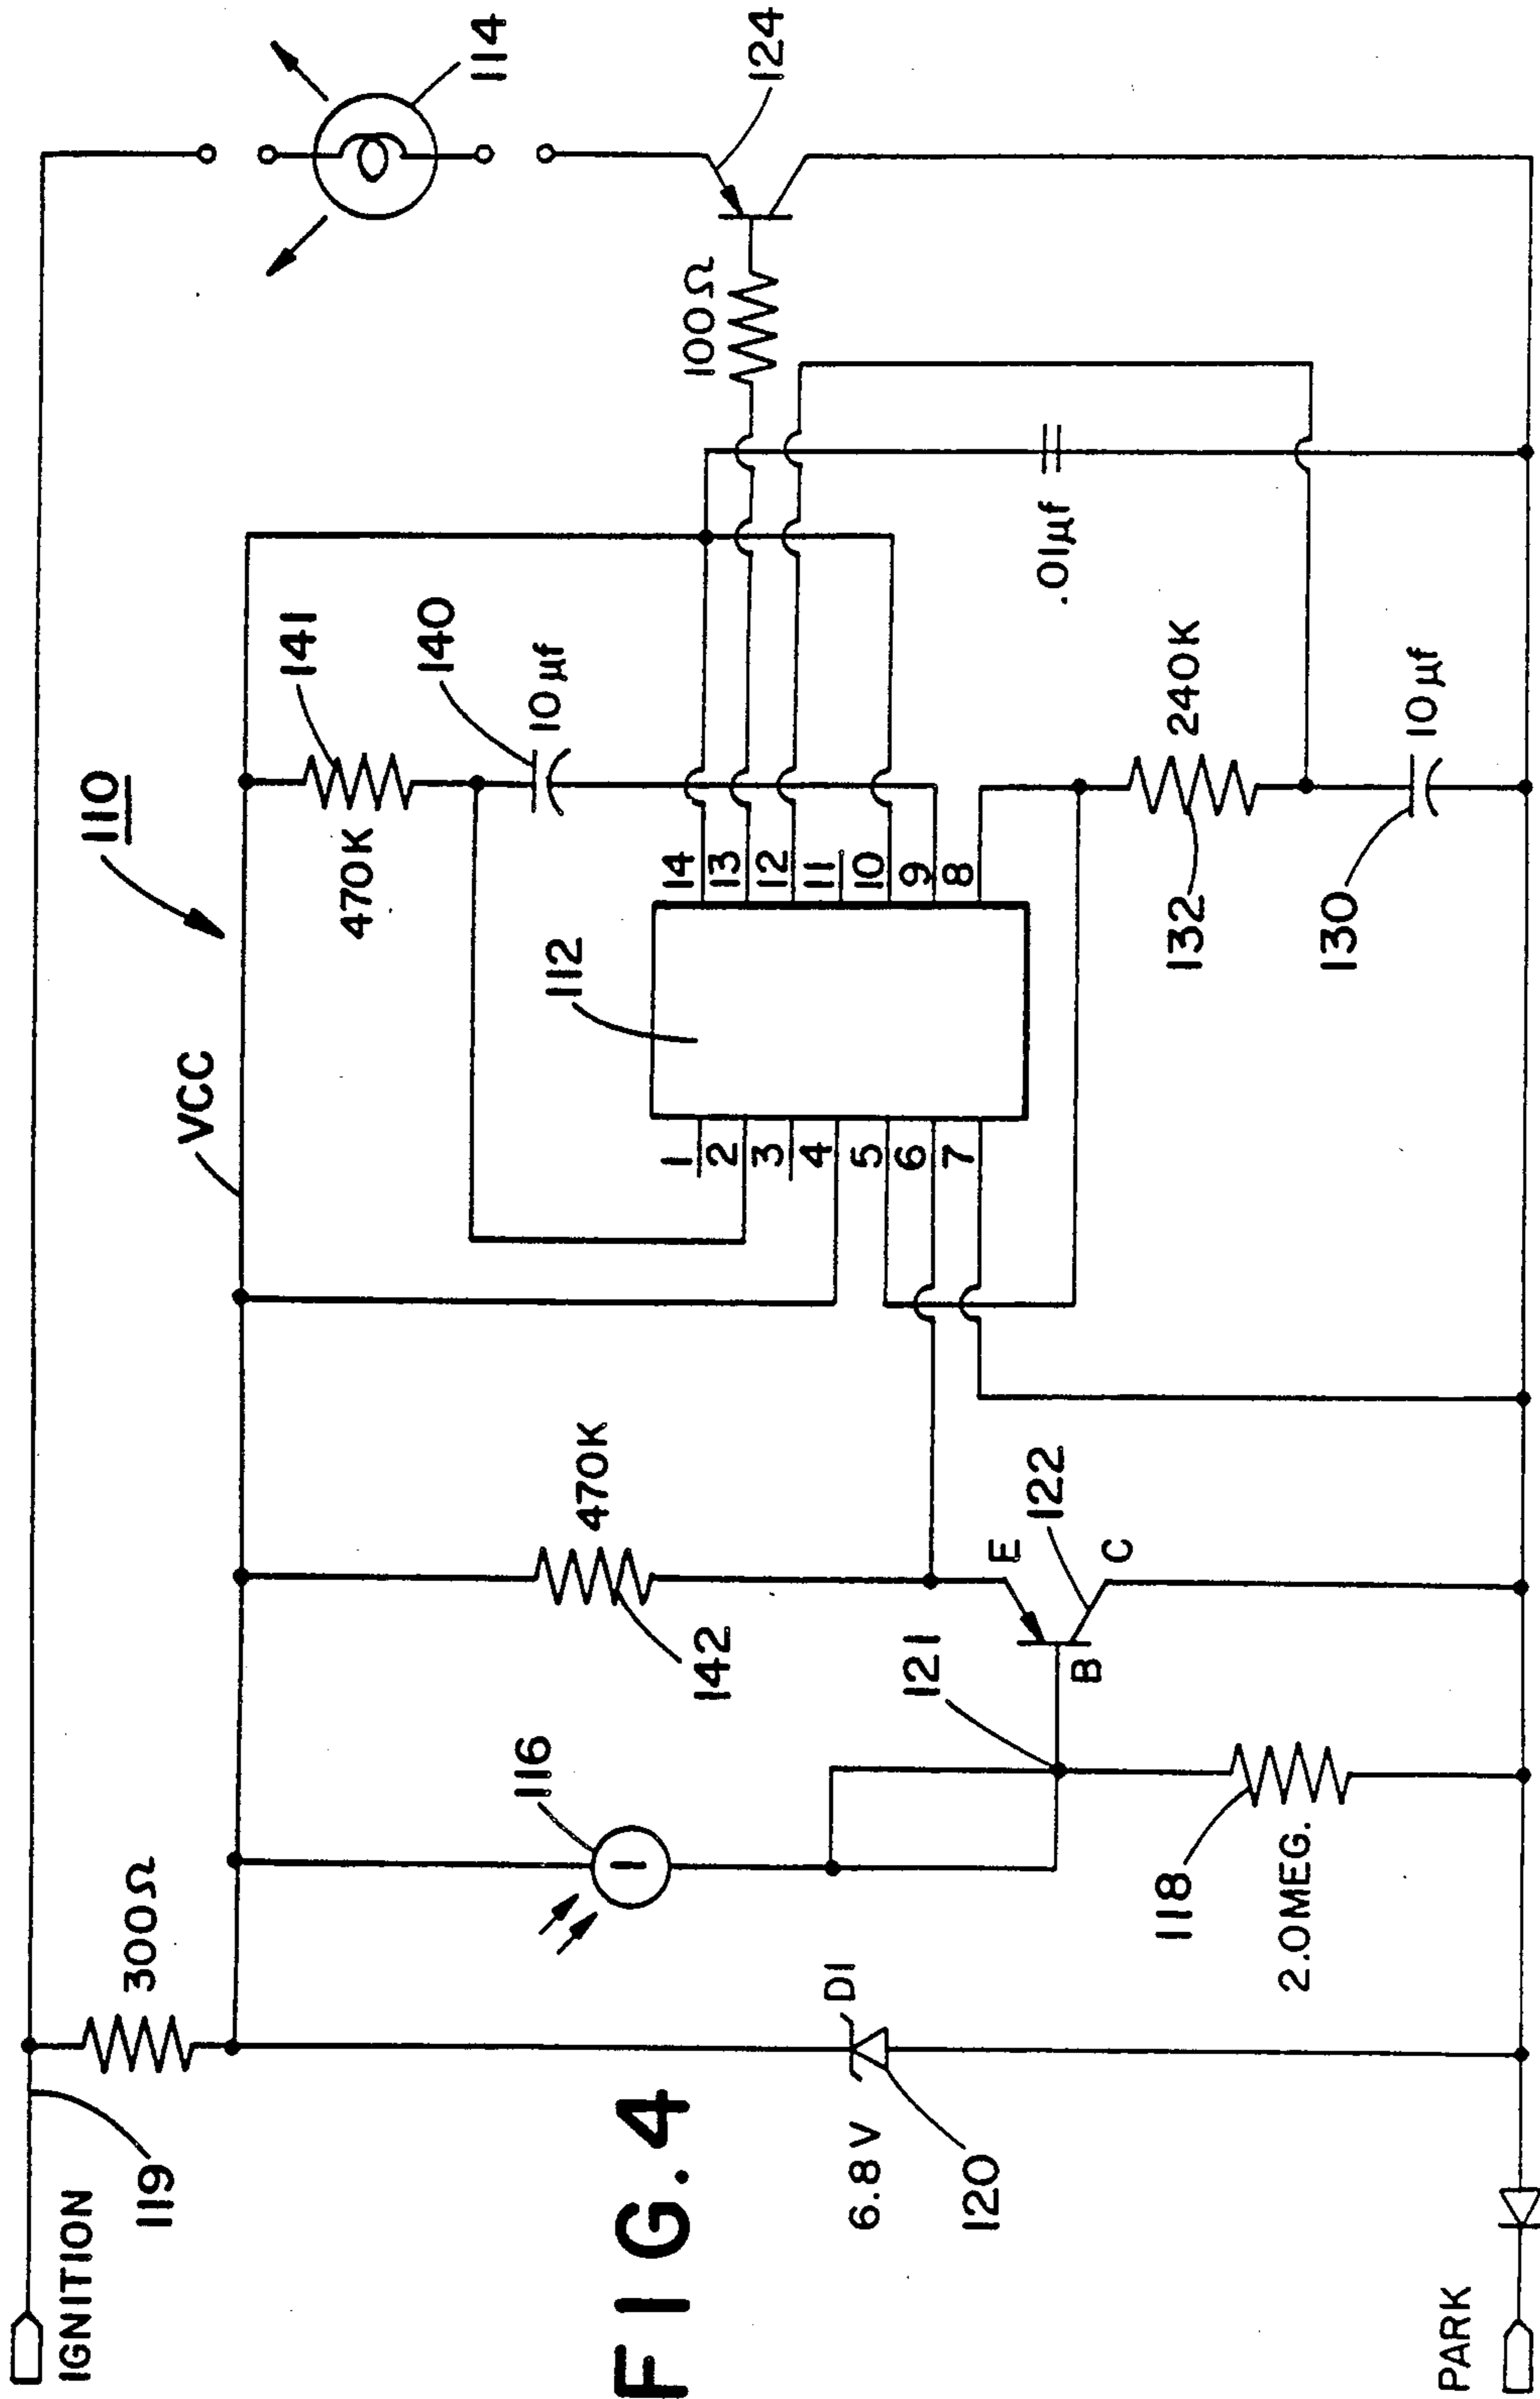 FIG. 4
110
IGNITION
119
300Ω
VCC
114
116
142
470K
470K
141
140
10µf
100Ω
124
112
1
2
3
4
5
6
7
14
13
12
11
10
9
8
D1
6.8 V
120
121
E
B
C
122
118
2.0MEG.
.01µf
132
240K
130
10µf
PARK